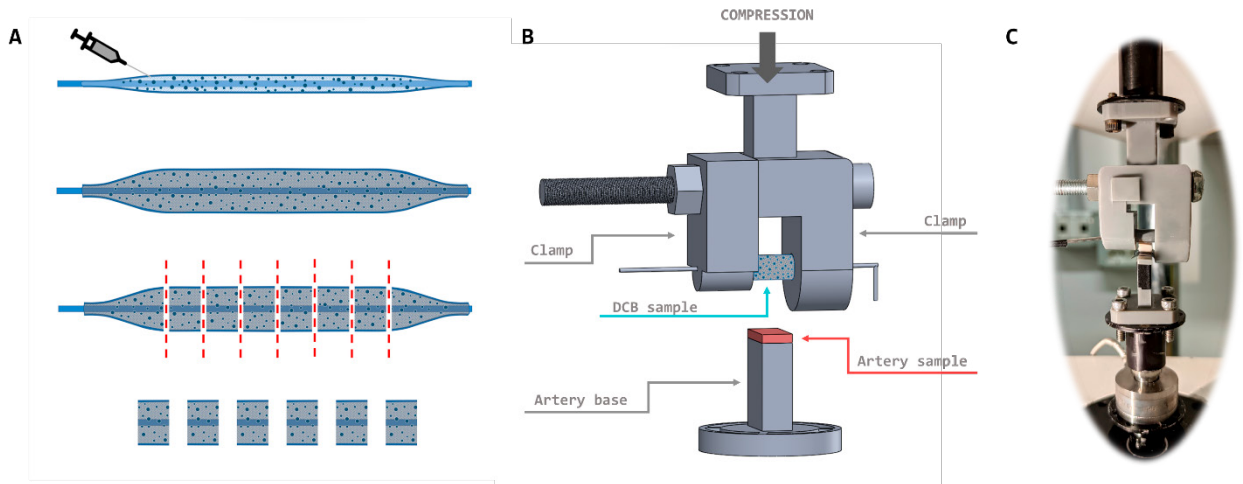 A
B
COMPRESSION
C
Clamp
Clamp
DCB sample
Artery sample
Artery base